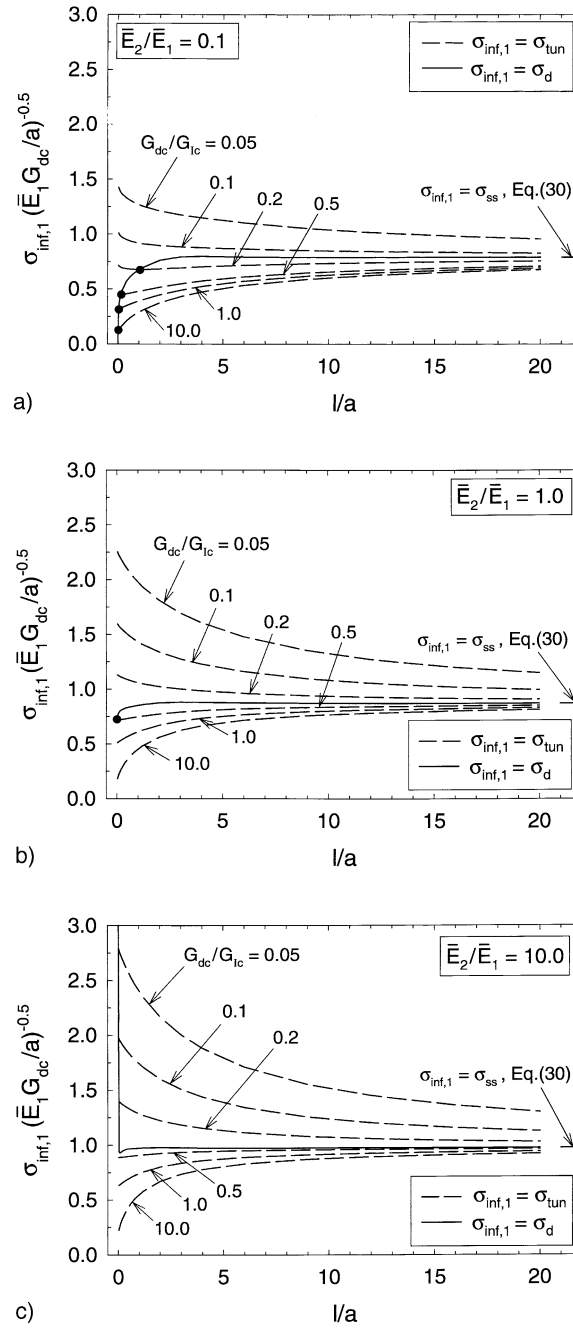 Ē₂/Ē₁ = 0.1
σinf,1 = σtun
σinf,1 = σd
Gdc/GIc = 0.05
0.1
0.2
0.5
σinf,1 = σss , Eq.(30)
1.0
10.0
σinf,1 (Ē₁Gdc/a)^-0.5
3.0
2.5
2.0
1.5
1.0
0.5
0.0
0 5 10 15 20
l/a
a)
Ē₂/Ē₁ = 1.0
Gdc/GIc = 0.05
0.1
0.2
0.5
σinf,1 = σss , Eq.(30)
1.0
10.0
σinf,1 = σtun
σinf,1 = σd
σinf,1 (Ē₁Gdc/a)^-0.5
3.0
2.5
2.0
1.5
1.0
0.5
0.0
0 5 10 15 20
l/a
b)
Ē₂/Ē₁ = 10.0
Gdc/GIc = 0.05
0.1
0.2
σinf,1 = σss , Eq.(30)
0.5
1.0
10.0
σinf,1 = σtun
σinf,1 = σd
σinf,1 (Ē₁Gdc/a)^-0.5
3.0
2.5
2.0
1.5
1.0
0.5
0.0
0 5 10 15 20
l/a
c)